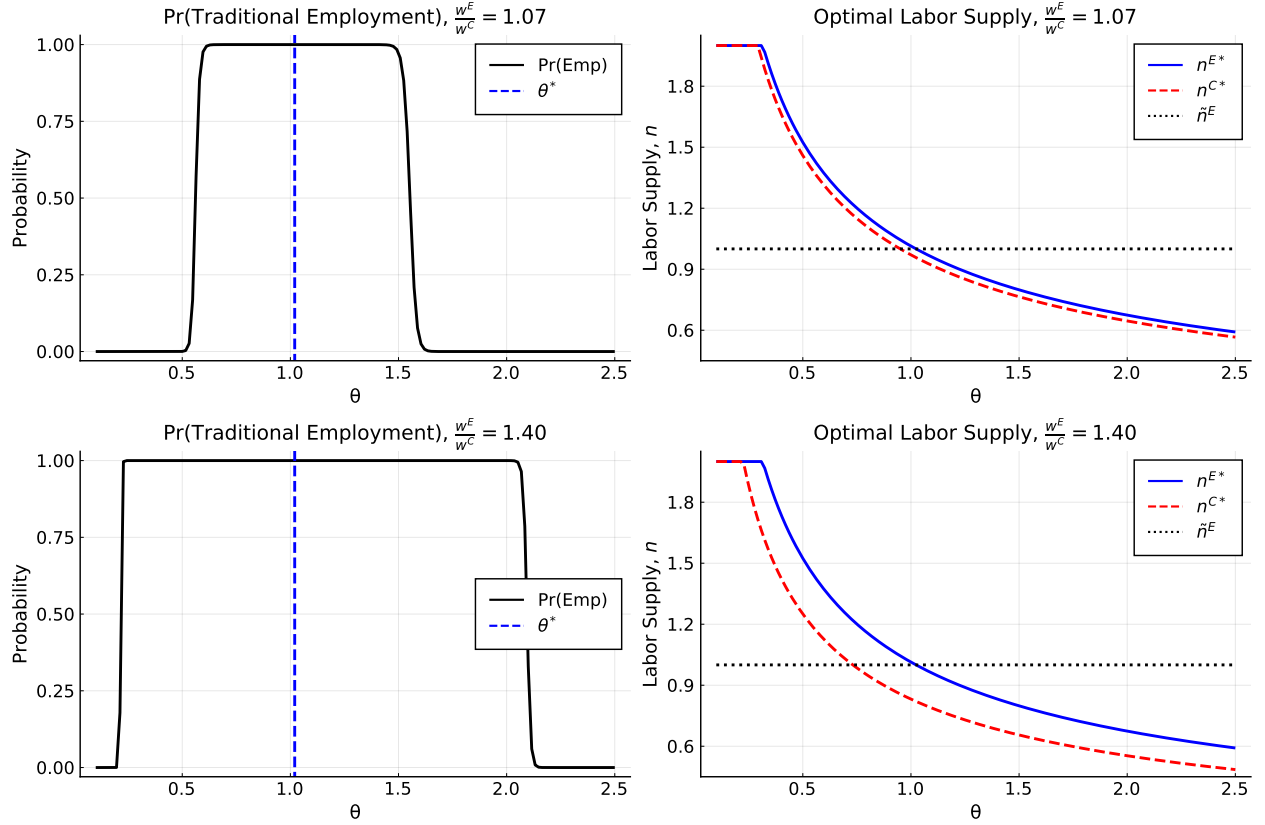 Pr(Traditional Employment), w^E/w^C = 1.07
1.00
0.75
0.50
0.25
0.00
Probability
Pr(Emp)
θ*
0.5 1.0 1.5 2.0 2.5
θ
Optimal Labor Supply, w^E/w^C = 1.07
1.8
1.5
1.2
0.9
0.6
Labor Supply, n
n^{E*}
n^{C*}
ñ^E
0.5 1.0 1.5 2.0 2.5
θ
Pr(Traditional Employment), w^E/w^C = 1.40
1.00
0.75
0.50
0.25
0.00
Probability
Pr(Emp)
θ*
0.5 1.0 1.5 2.0 2.5
θ
Optimal Labor Supply, w^E/w^C = 1.40
1.8
1.5
1.2
0.9
0.6
Labor Supply, n
n^{E*}
n^{C*}
ñ^E
0.5 1.0 1.5 2.0 2.5
θ